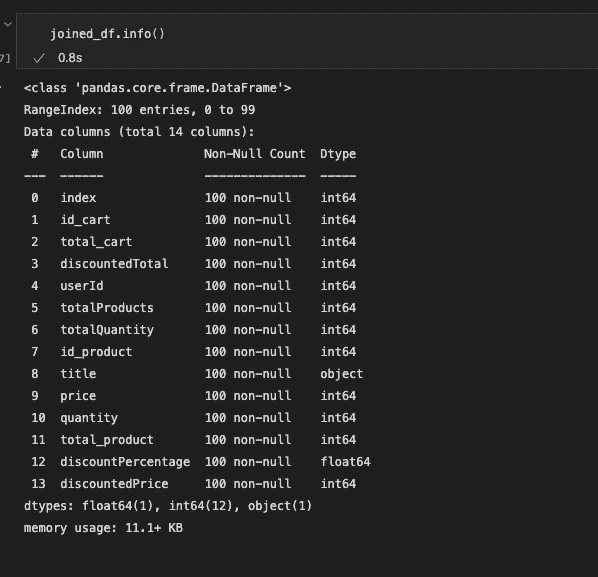 joined_df.info()
7]
0.8s
<class 'pandas.core.frame.DataFrame'>
RangeIndex: 100 entries, 0 to 99
Data columns (total 14 columns):
 #   Column              Non-Null Count  Dtype
---  ------              --------------  -----
 0   index               100 non-null    int64
 1   id_cart             100 non-null    int64
 2   total_cart          100 non-null    int64
 3   discountedTotal     100 non-null    int64
 4   userId              100 non-null    int64
 5   totalProducts       100 non-null    int64
 6   totalQuantity       100 non-null    int64
 7   id_product          100 non-null    int64
 8   title               100 non-null    object
 9   price               100 non-null    int64
 10  quantity            100 non-null    int64
 11  total_product       100 non-null    int64
 12  discountPercentage  100 non-null    float64
 13  discountedPrice     100 non-null    int64
dtypes: float64(1), int64(12), object(1)
memory usage: 11.1+ KB